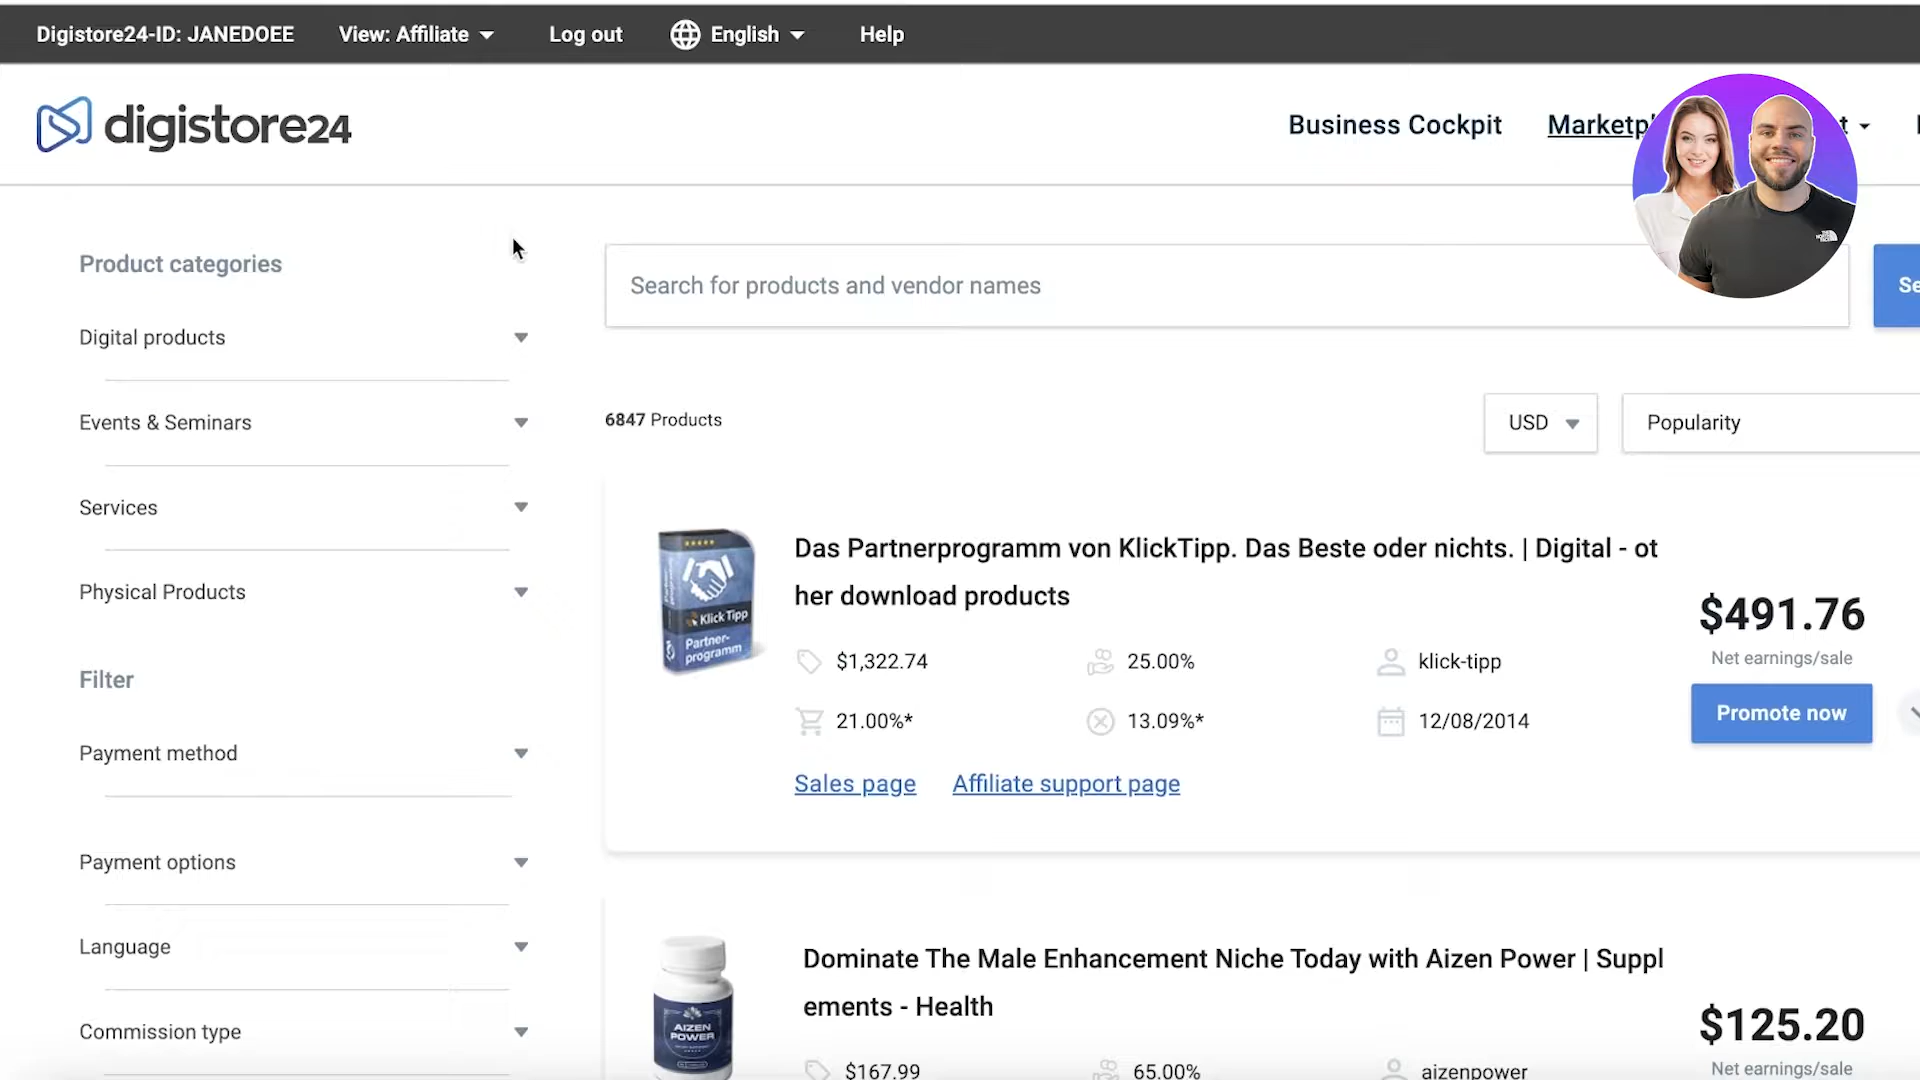 Digistore24-ID: JANEDOEE View: Affiliate Log out English Help
digistore24
Business Cockpit Marketpl t
Product categories
Search for products and vendor names
Se
Digital products
Events & Seminars
Services
Physical Products
Filter
Payment method
Payment options
Language
Commission type
6847 Products
USD
Popularity
Klick Tipp
Partner-
programm
Das Partnerprogramm von KlickTipp. Das Beste oder nichts. | Digital - ot
her download products
$1,322.74 25.00% klick-tipp
21.00%* 13.09%* 12/08/2014
Sales page Affiliate support page
$491.76
Net earnings/sale
Promote now
AIZEN
POWER
Dominate The Male Enhancement Niche Today with Aizen Power | Suppl
ements - Health
$167.99 65.00% aizenpower
$125.20
Net earnings/sale